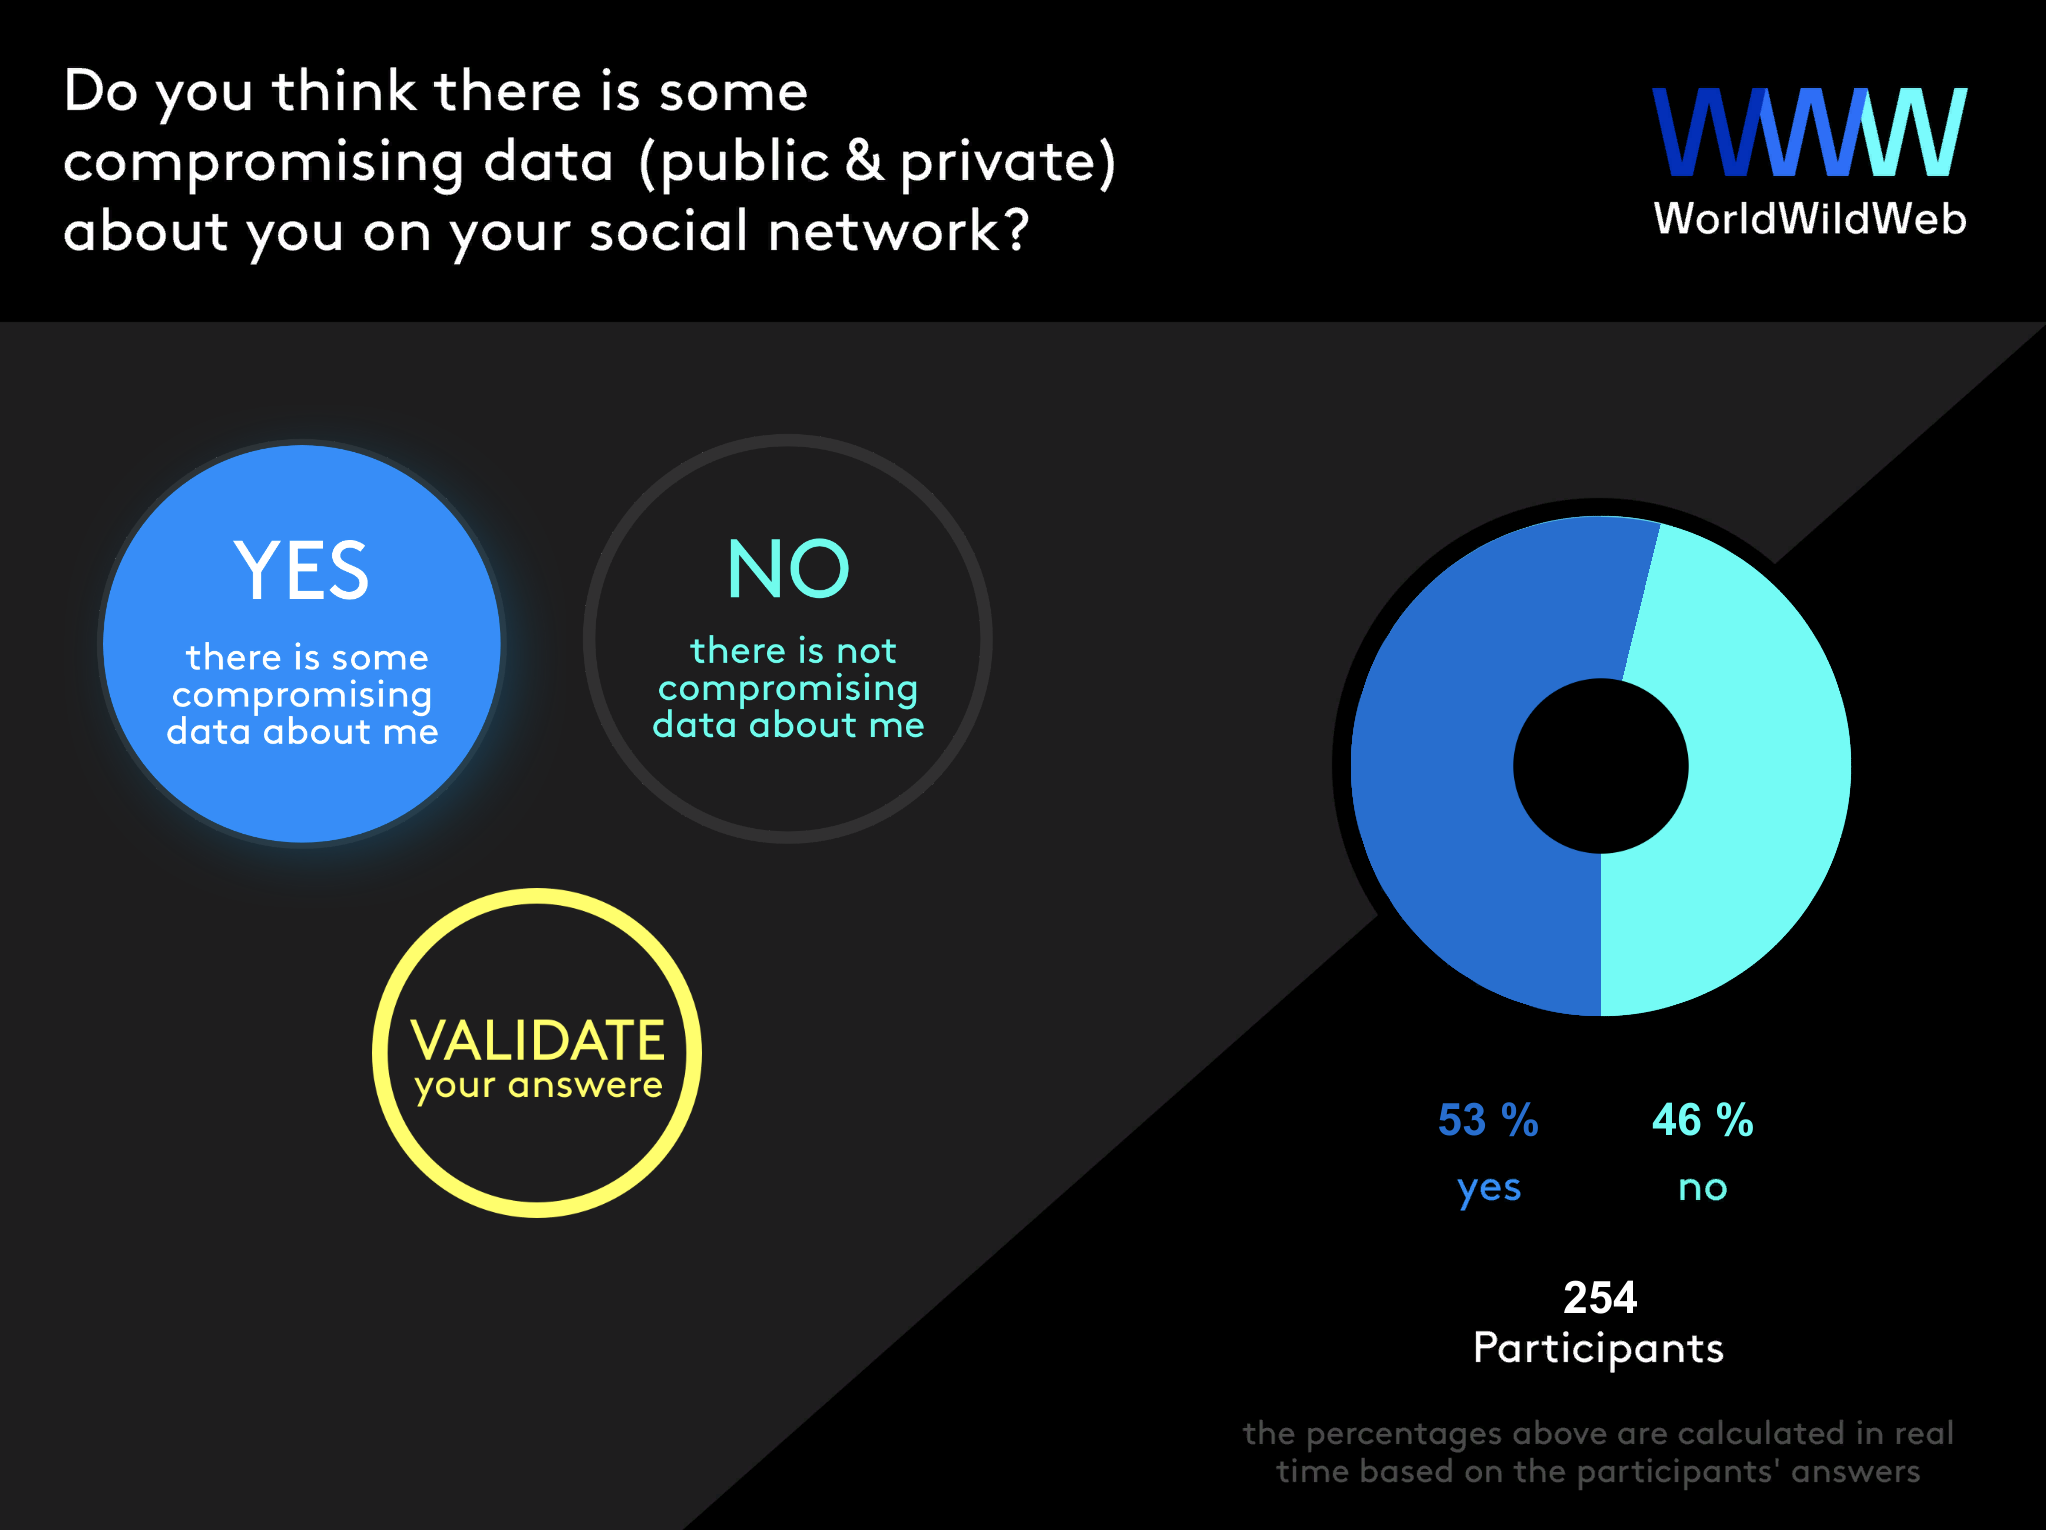 Do you think there is some
compromising data (public & private)
about you on your social network?
WWW
WorldWildWeb
YES
there is some
compromising
data about me
NO
there is not
compromising
data about me
VALIDATE
your answere
53 % 46 %
yes no
254
Participants
the percentages above are calculated in real
time based on the participants' answers